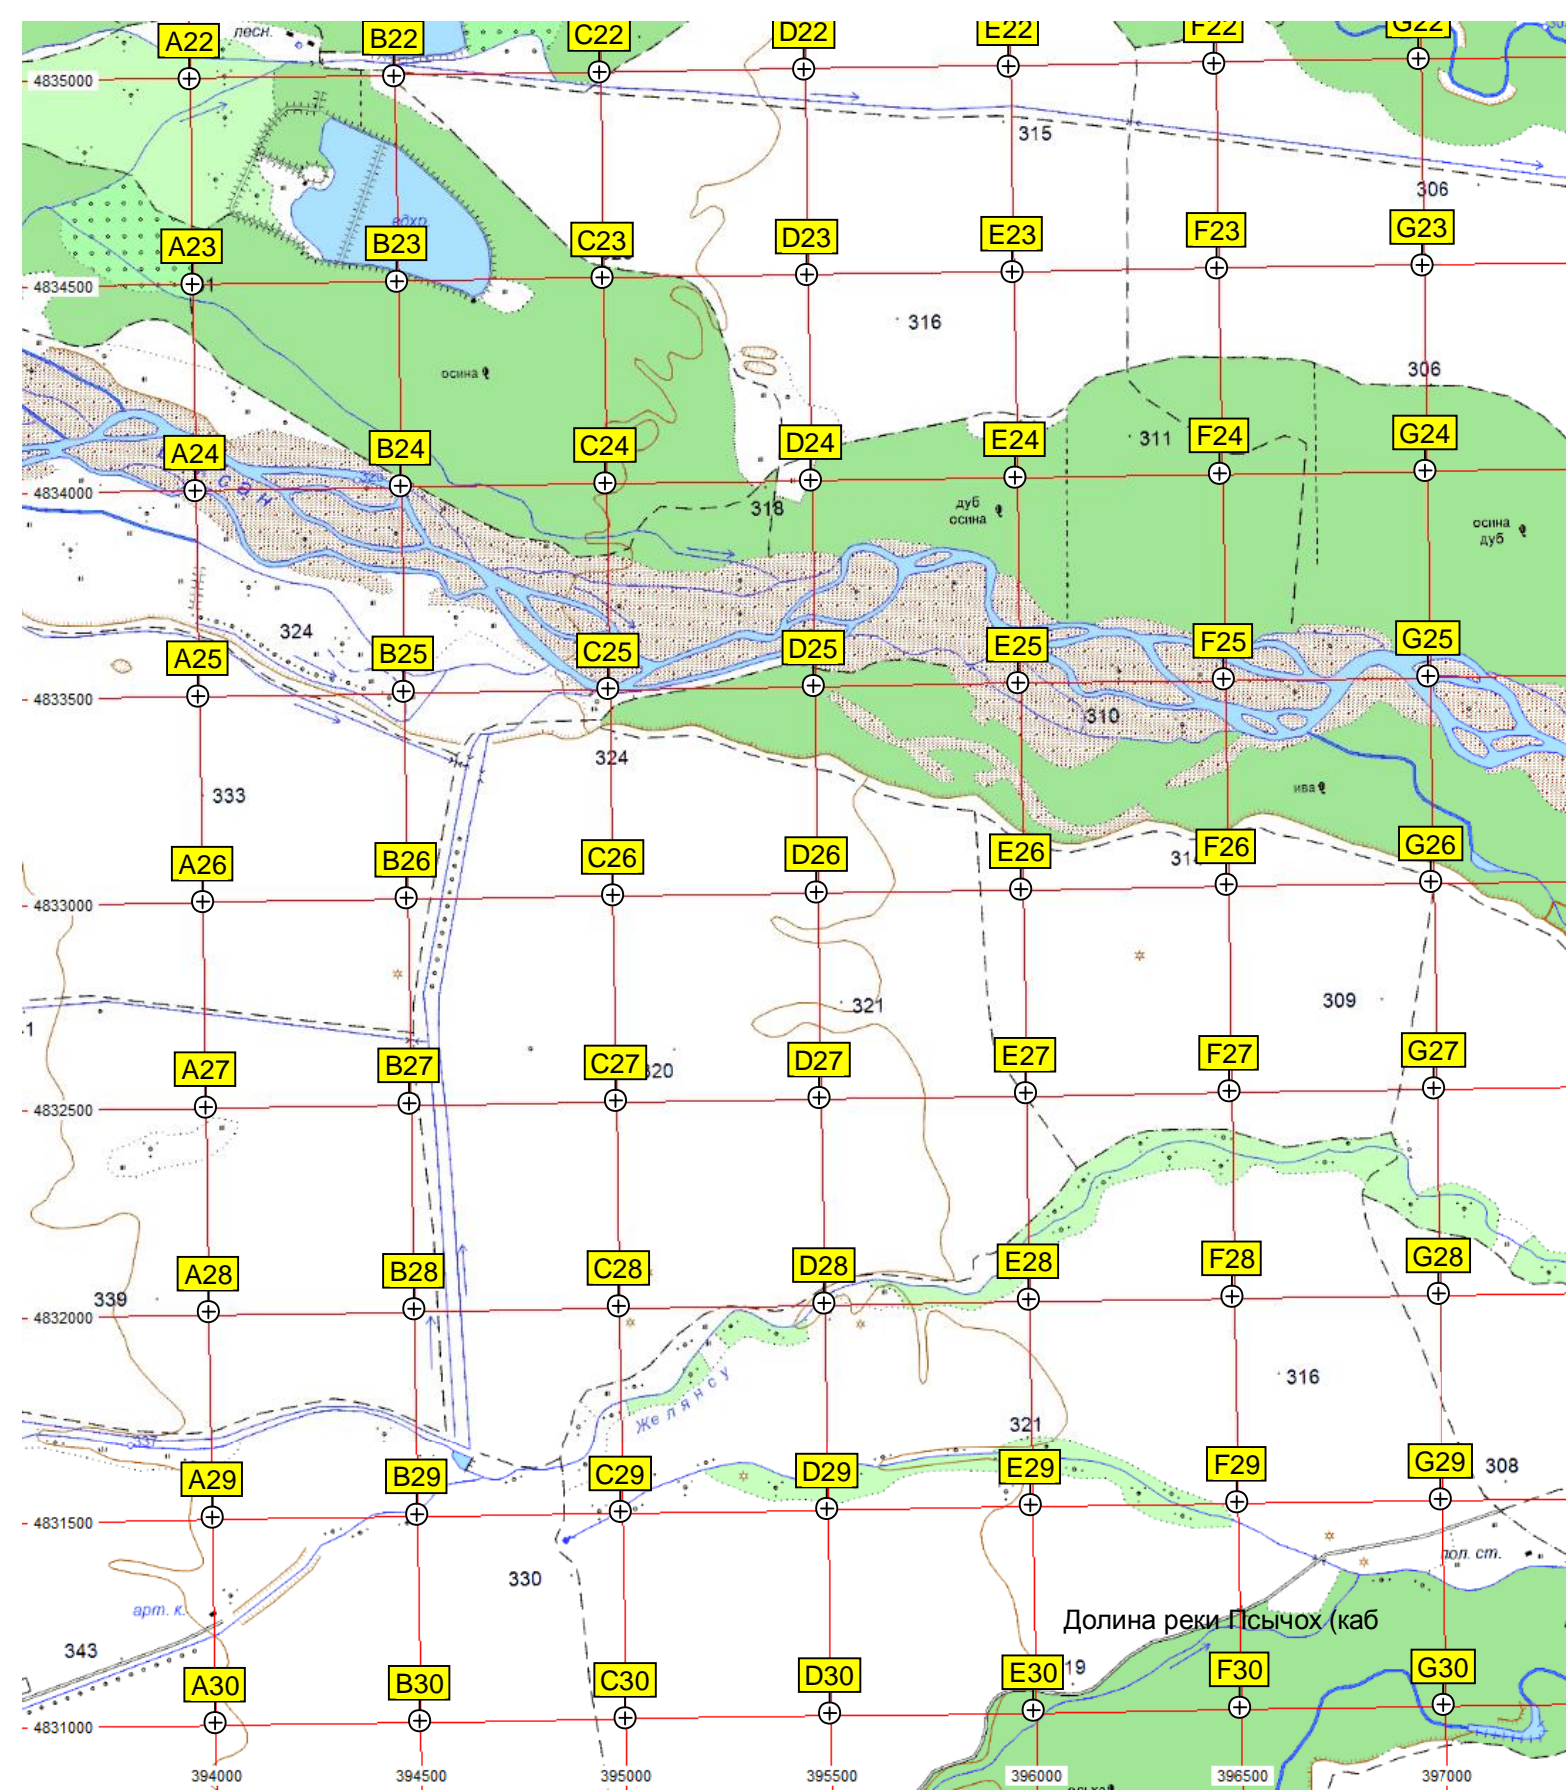 A22 лесн. B22 C22 D22 E22 F22 G22
4835000
315
306
A23 B23 C23 D23 E23 F23 G23
вдхр.
4834500
316
306
осина
A24 B24 C24 D24 E24 311 F24 G24
4834000
318
дуб
осина
осина
дуб
324
A25 B25 C25 D25 E25 F25 G25
4833500
310
324
333
ива
A26 B26 C26 D26 E26 F26 G26
4833000
321
309
A27 B27 C27 D27 E27 F27 G27
4832500
A28 B28 C28 D28 E28 F28 G28
339
4832000
Желянсу
316
321
337
A29 B29 C29 D29 E29 F29 G29 308
4831500
пол. ст.
330
арт. к.
Долина реки Псычох (каб
343
A30 B30 C30 D30 E30 19 F30 G30
4831000
394000 394500 395000 395500 396000 396500 397000